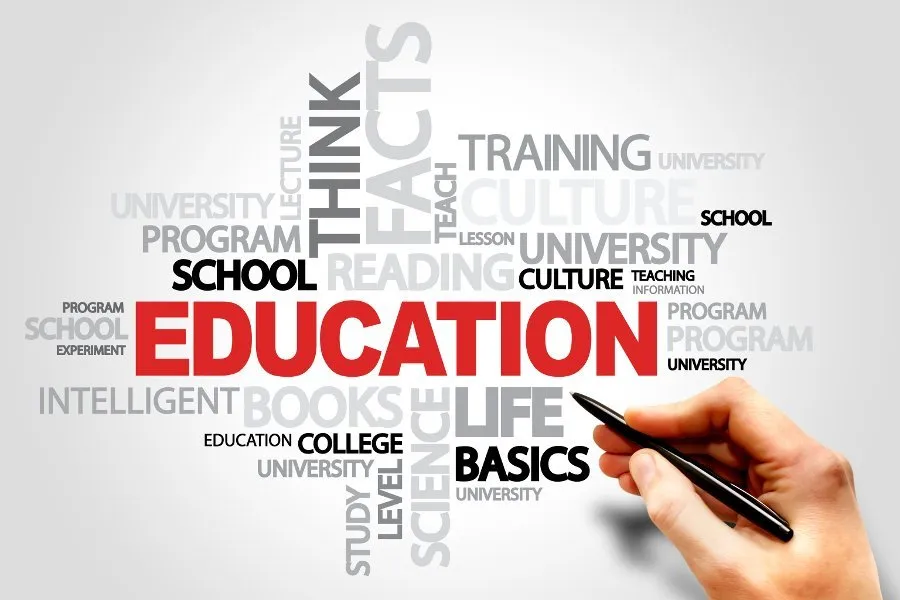 FACTS
THINK
LECTURE
TEACH
TRAINING
UNIVERSITY
CULTURE
UNIVERSITY
SCHOOL
PROGRAM
LESSON
UNIVERSITY
SCHOOL
READING
CULTURE
TEACHING
INFORMATION
PROGRAM
SCHOOL
EXPERIMENT
EDUCATION
PROGRAM
PROGRAM
UNIVERSITY
INTELLIGENT
BOOKS
SCIENCE
LIFE
EDUCATION
COLLEGE
BASICS
UNIVERSITY
LEVEL
STUDY
UNIVERSITY